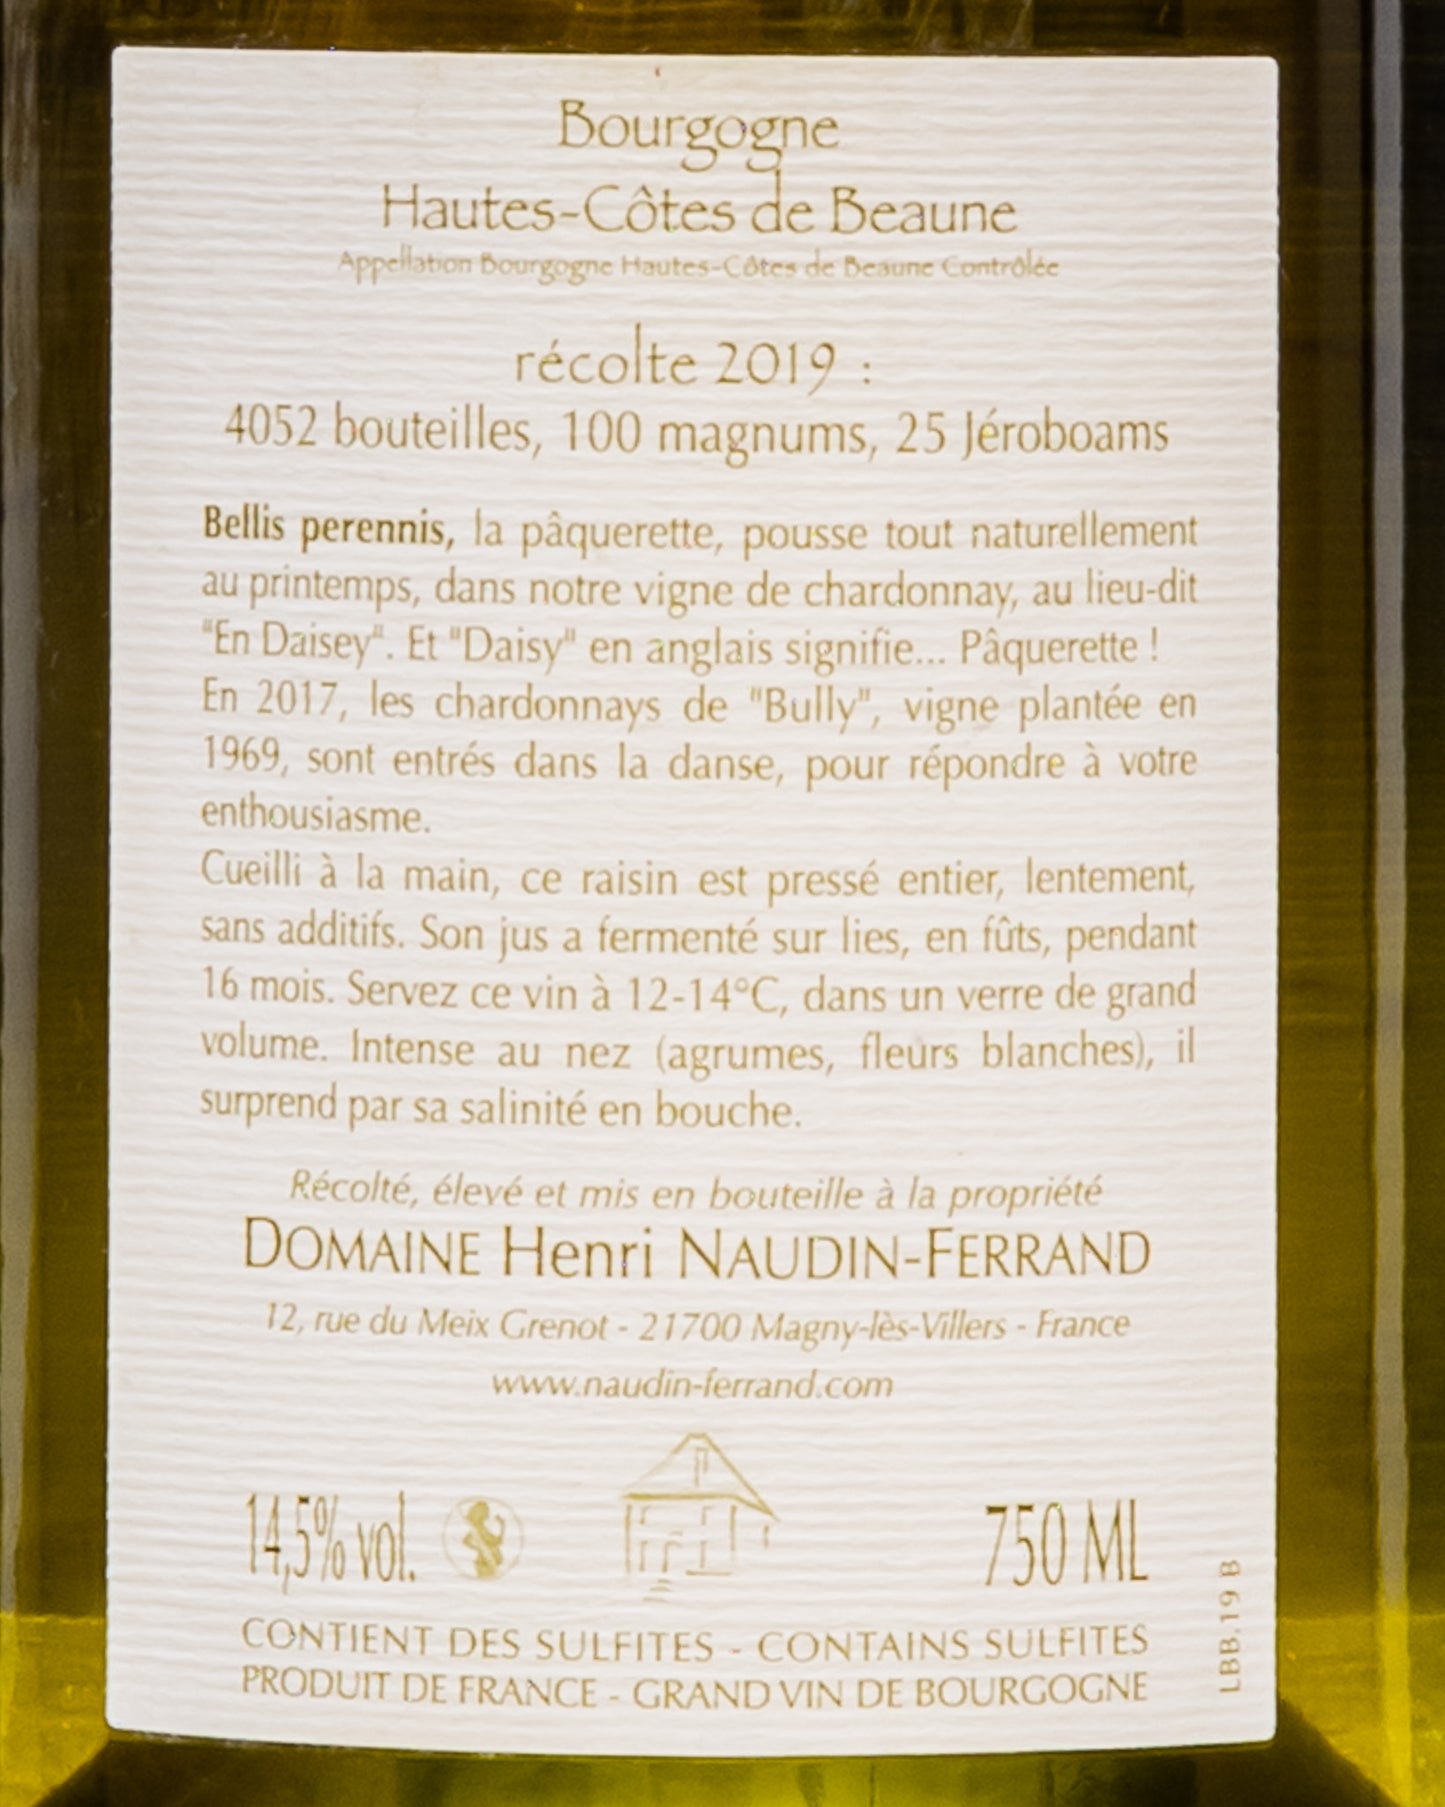 Bourgogne
Hautes-Côtes de Beaune
Appellation Bourgogne Hautes-Côtes de Beaune Contrôlée
récolte 2019 :
4052 bouteilles, 100 magnums, 25 Jéroboams
Bellis perennis, la pâquerette, pousse tout naturellement
au printemps, dans notre vigne de chardonnay, au lieu-dit
"En Daisey". Et "Daisy" en anglais signifie... Pâquerette !
En 2017, les chardonnays de "Bully", vigne plantée en
1969, sont entrés dans la danse, pour répondre à votre
enthousiasme.
Cueilli à la main, ce raisin est pressé entier, lentement,
sans additifs. Son jus a fermenté sur lies, en fûts, pendant
16 mois. Servez ce vin à 12-14°C, dans un verre de grand
volume. Intense au nez (agrumes, fleurs blanches), il
surprend par sa salinité en bouche.
Récolté, élevé et mis en bouteille à la propriété
DOMAINE Henri NAUDIN-FERRAND
12, rue du Meix Grenot - 21700 Magny-lès-Villers - France
www.naudin-ferrand.com
14,5% vol. 750 ML
CONTIENT DES SULFITES - CONTAINS SULFITES
PRODUIT DE FRANCE - GRAND VIN DE BOURGOGNE
LBB.19 B